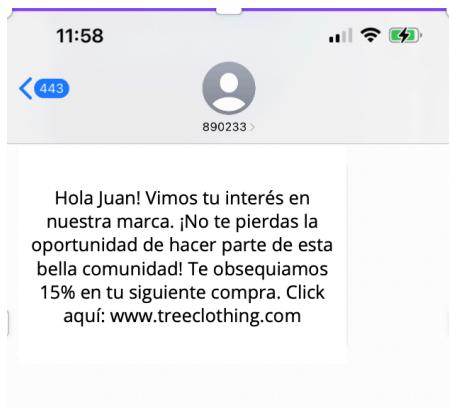 11:58
443
890233
Hola Juan! Vimos tu interés en
nuestra marca. ¡No te pierdas la
oportunidad de hacer parte de esta
bella comunidad! Te obsequiamos
15% en tu siguiente compra. Click
aquí: www.treeclothing.com